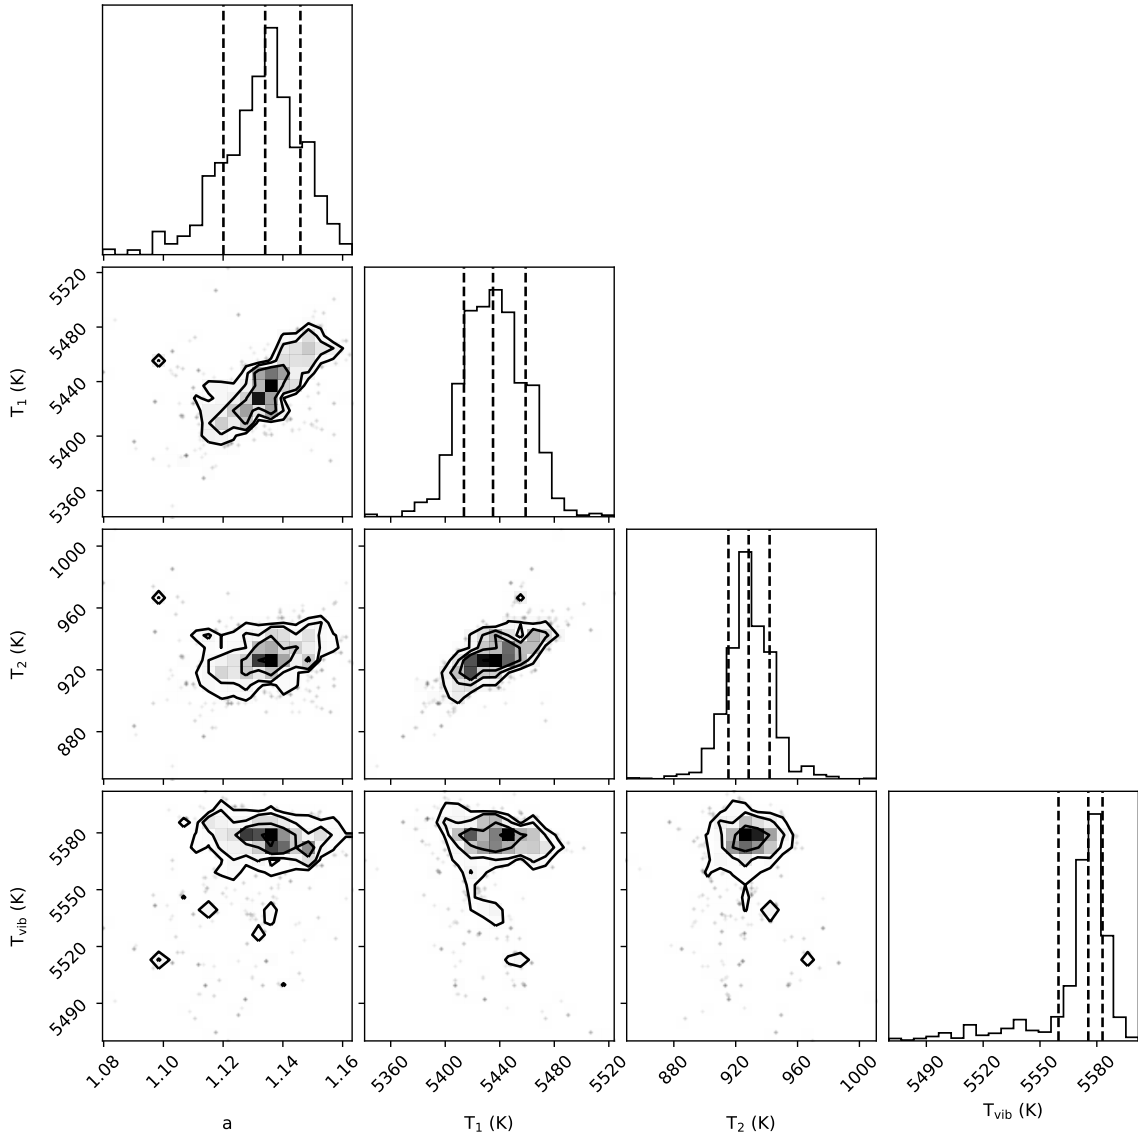 5520
5480
5440
5400
5360
T₁ (K)
1000
960
920
880
T₂ (K)
5580
5550
5520
5490
T_vib (K)
1.08 1.10 1.12 1.14 1.16
5360 5400 5440 5480 5520
880 920 960 1000
5490 5520 5550 5580
a
T₁ (K)
T₂ (K)
T_vib (K)